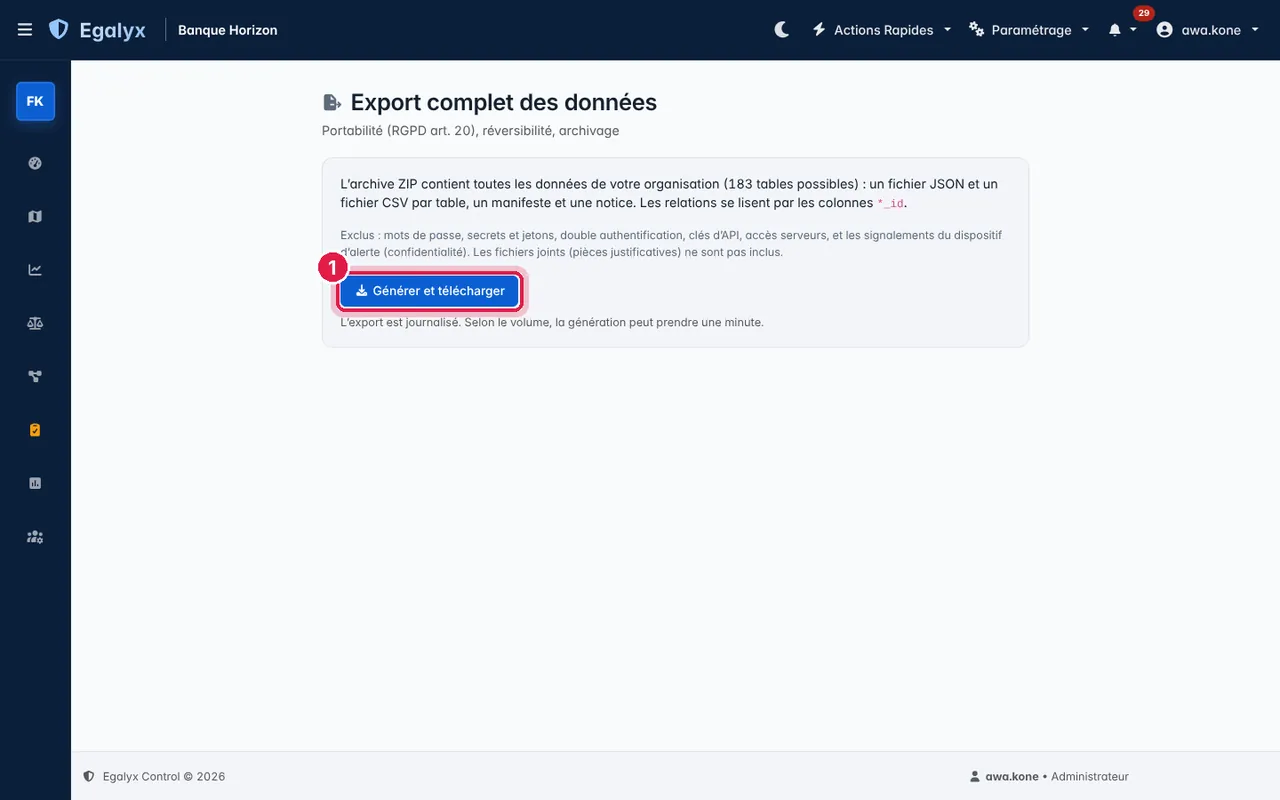 Egalyx
Banque Horizon
Actions Rapides
Paramétrage
29
awa.kone
FK
Export complet des données
Portabilité (RGPD art. 20), réversibilité, archivage
L'archive ZIP contient toutes les données de votre organisation (183 tables possibles) : un fichier JSON et un
fichier CSV par table, un manifeste et une notice. Les relations se lisent par les colonnes *_id.
Exclus : mots de passe, secrets et jetons, double authentification, clés d'API, accès serveurs, et les signalements du dispositif
d'alerte (confidentialité). Les fichiers joints (pièces justificatives) ne sont pas inclus.
1
Générer et télécharger
L'export est journalisé. Selon le volume, la génération peut prendre une minute.
Egalyx Control © 2026
awa.kone • Administrateur